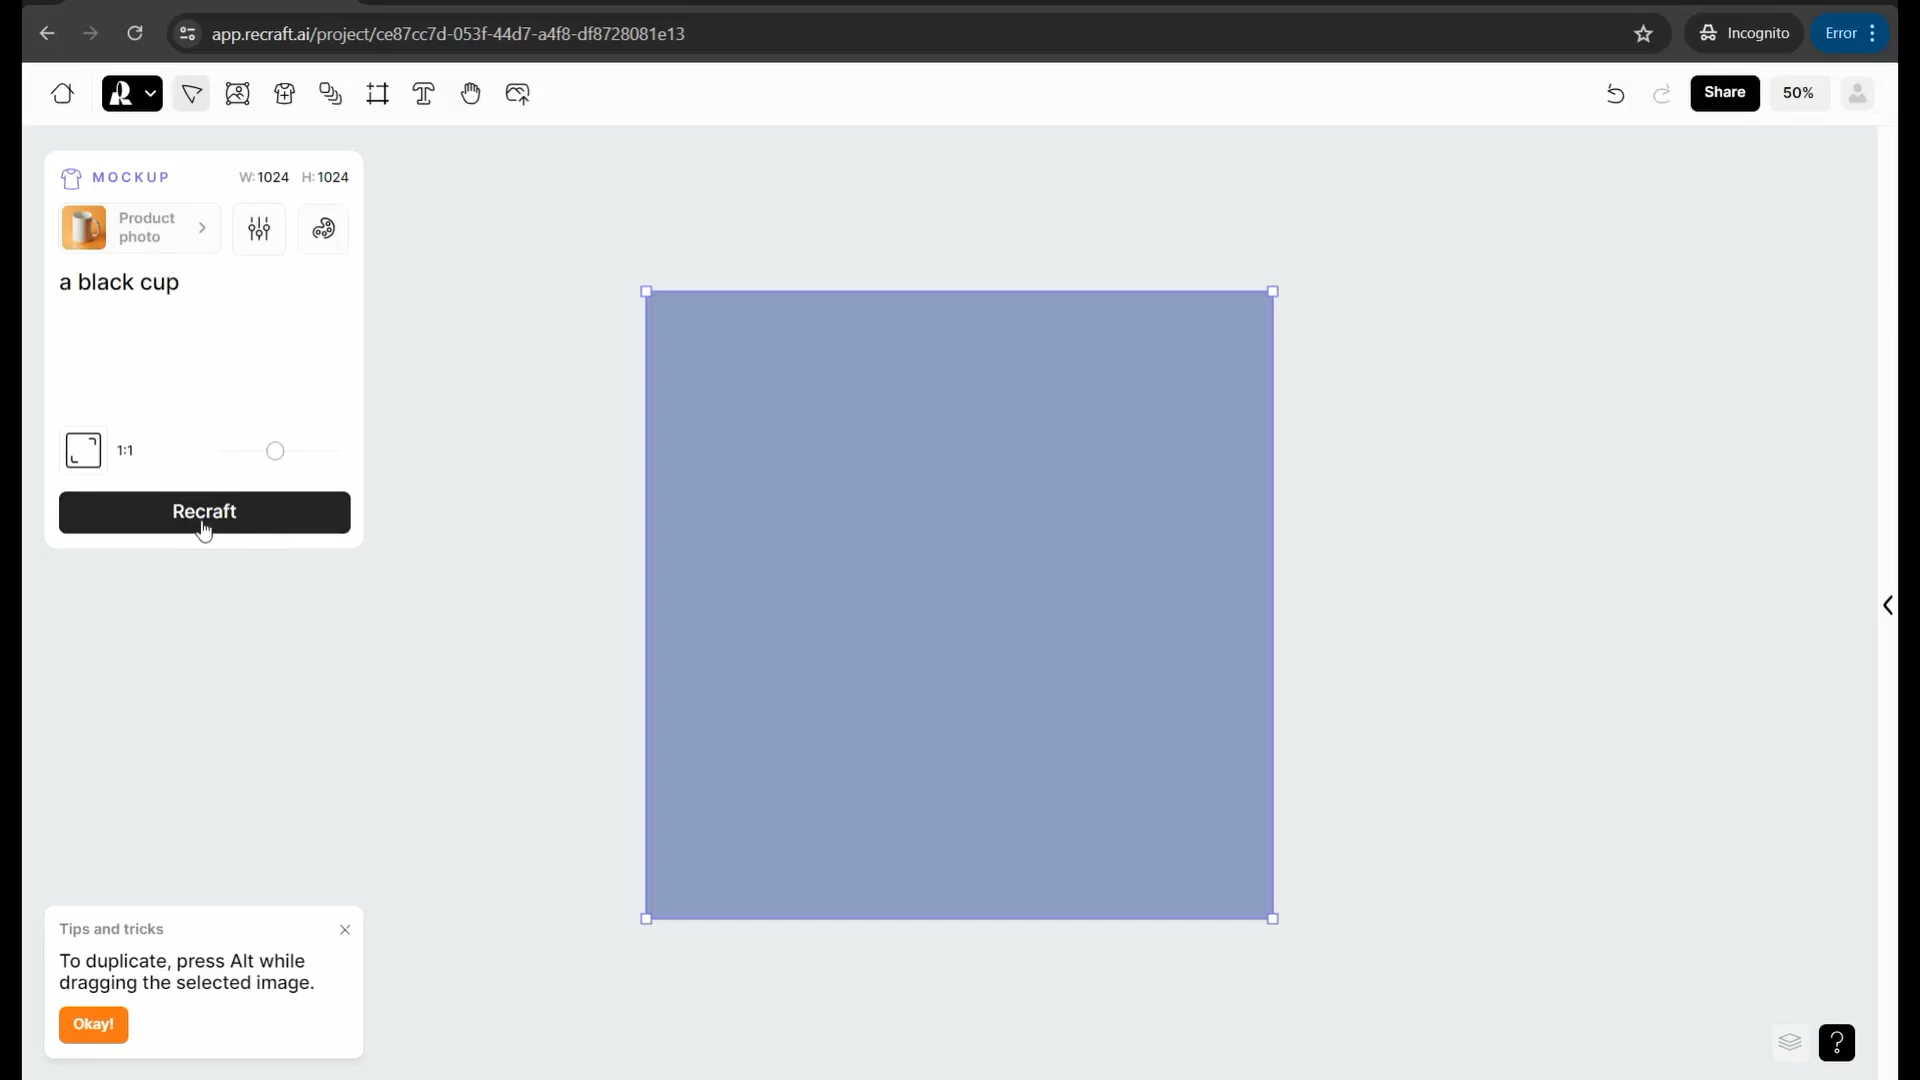 app.recraft.ai/project/ce87cc7d-053f-44d7-a4f8-df8728081e13
Incognito
Error
Share
50%
MOCKUP
W:1024 H:1024
Product
photo
a black cup
1:1
Recraft
Tips and tricks
To duplicate, press Alt while
dragging the selected image.
Okay!
?